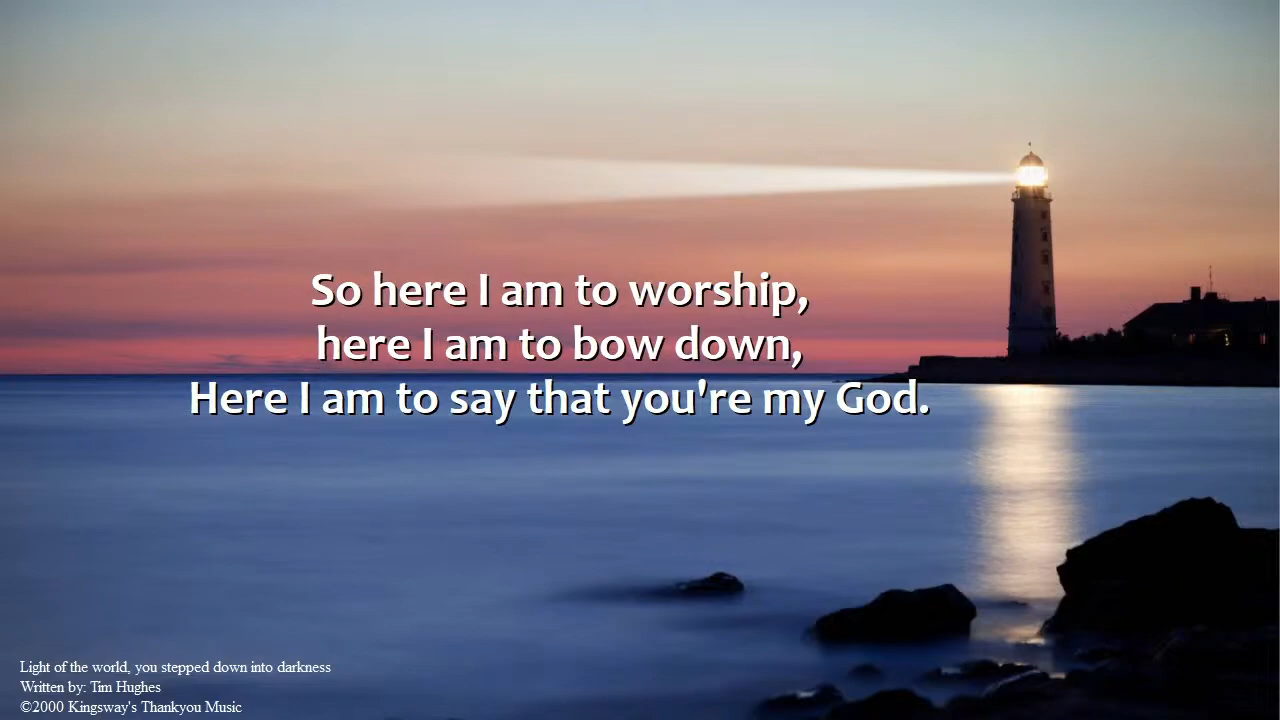 So here I am to worship,
here I am to bow down,
Here I am to say that you're my God.
Light of the world, you stepped down into darkness
Written by: Tim Hughes
©2000 Kingsway's Thankyou Music